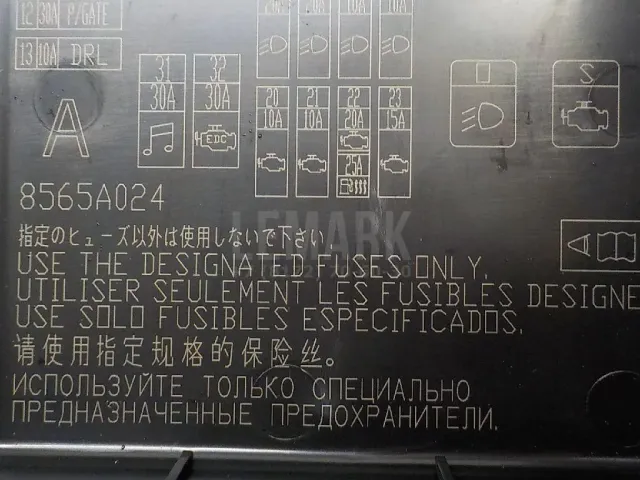 12 30A P/GATE
13 10A DRL
31 32
30A 30A
EDC
20 21 22 23
10A 10A 20A 15A
25A
A
S
8565A024
LEMARK
指定のヒューズ以外は使用しないで下さい。
USE THE DESIGNATED FUSES ONLY.
UTILISER SEULEMENT LES FUSIBLES DESIGNE
USE SOLO FUSIBLES ESPECIFICADOS.
请使用指定规格的保险丝。
ИСПОЛЬЗУЙТЕ ТОЛЬКО СПЕЦИАЛЬНО
ПРЕДНАЗНАЧЕННЫЕ ПРЕДОХРАНИТЕЛИ.